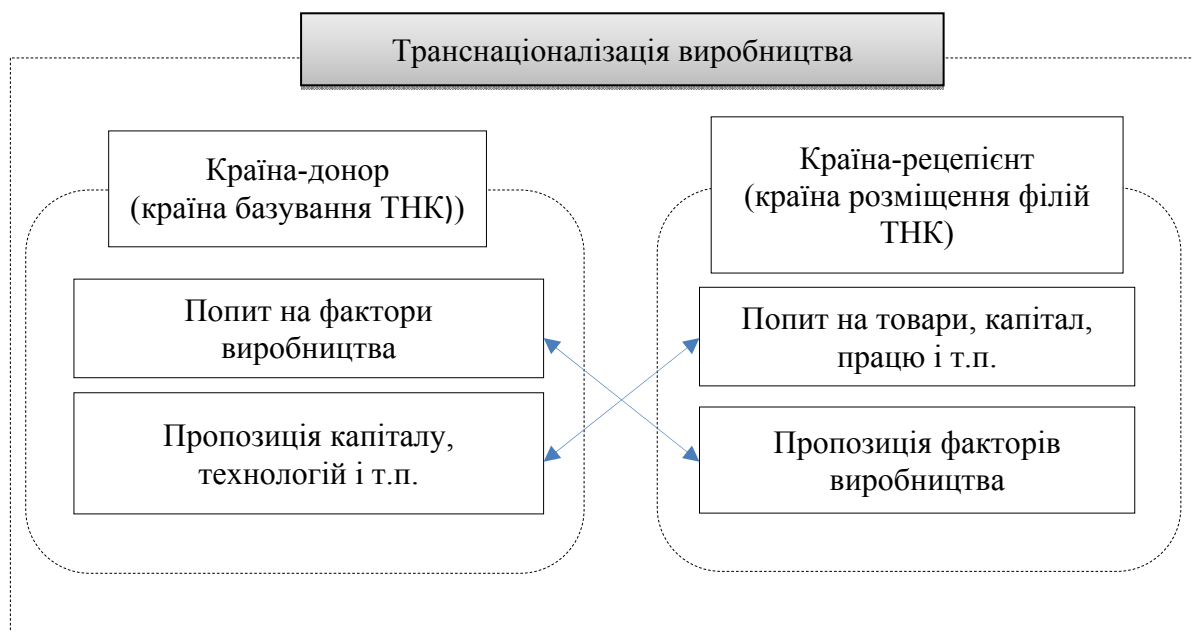 Транснаціоналізація виробництва
Країна-донор
(країна базування ТНК))
Попит на фактори
виробництва
Пропозиція капіталу,
технологій і т.п.
Країна-рецепієнт
(країна розміщення філій
ТНК)
Попит на товари, капітал,
працю і т.п.
Пропозиція факторів
виробництва